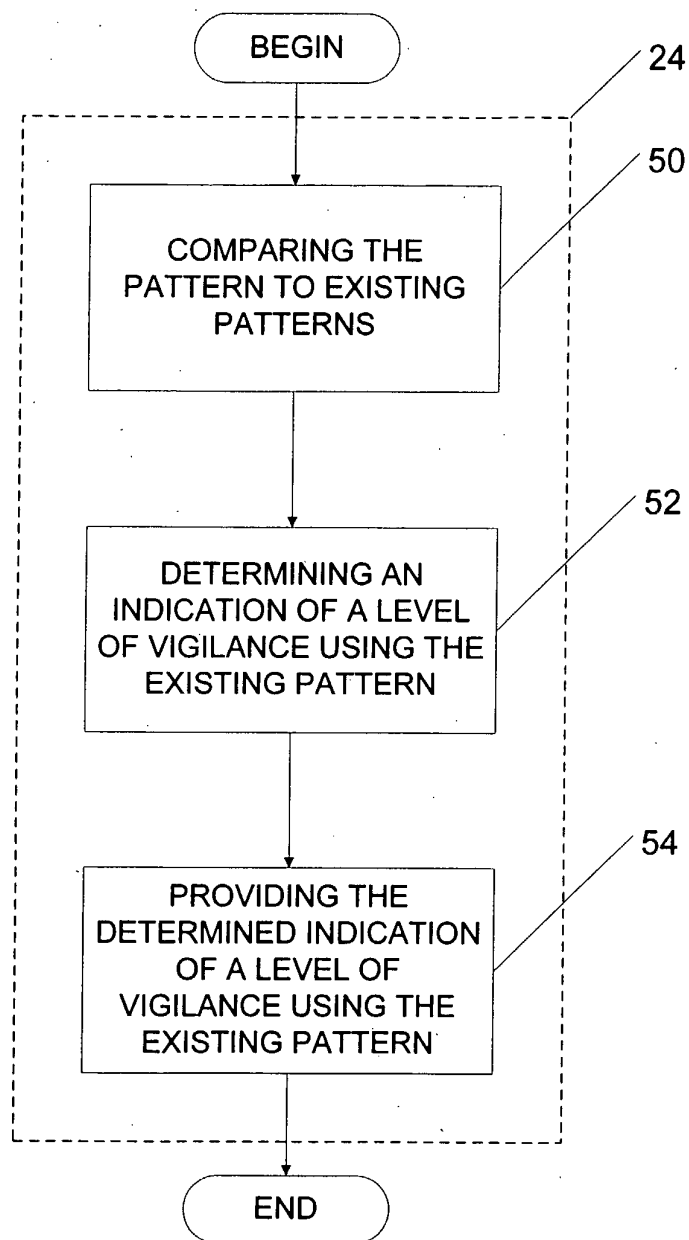 BEGIN
24
50
COMPARING THE
PATTERN TO EXISTING
PATTERNS
52
DETERMINING AN
INDICATION OF A LEVEL
OF VIGILANCE USING THE
EXISTING PATTERN
54
PROVIDING THE
DETERMINED INDICATION
OF A LEVEL OF
VIGILANCE USING THE
EXISTING PATTERN
END